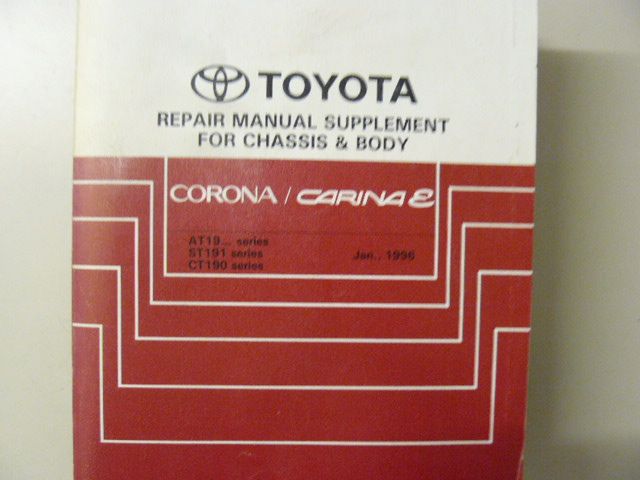 TOYOTA
REPAIR MANUAL SUPPLEMENT
FOR CHASSIS & BODY
CORONA / CARINA E
AT19... series
ST191 series Jan., 1996
CT190 series